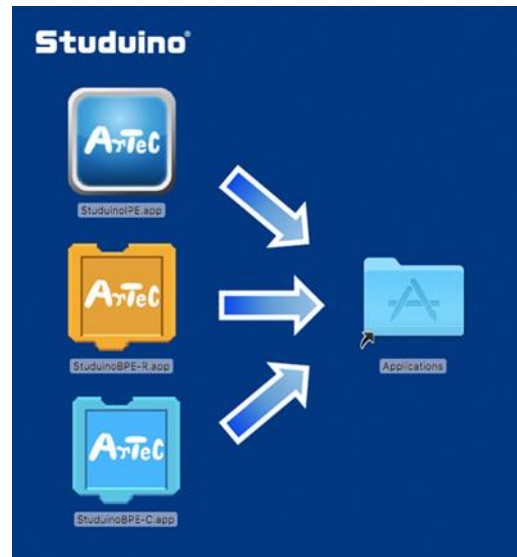 Studuino®
ArTeC
StuduinoIPE.app
ArTeC
StuduinoBPE-R.app
Applications
ArTeC
StuduinoBPE-C.app